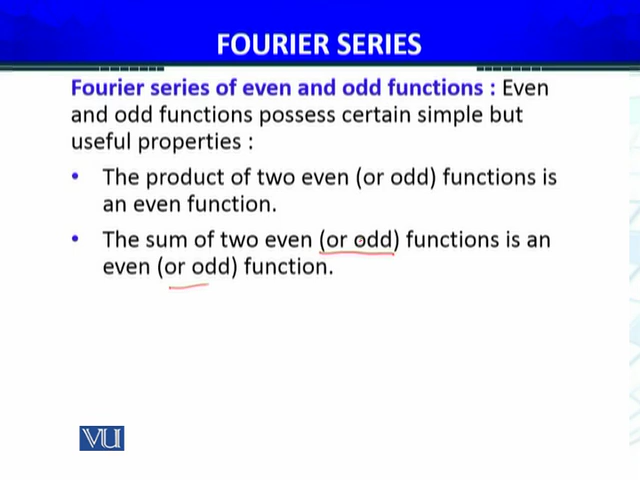 FOURIER SERIES
Fourier series of even and odd functions : Even
and odd functions possess certain simple but
useful properties :
• The product of two even (or odd) functions is
an even function.
• The sum of two even (or odd) functions is an
even (or odd) function.
VU